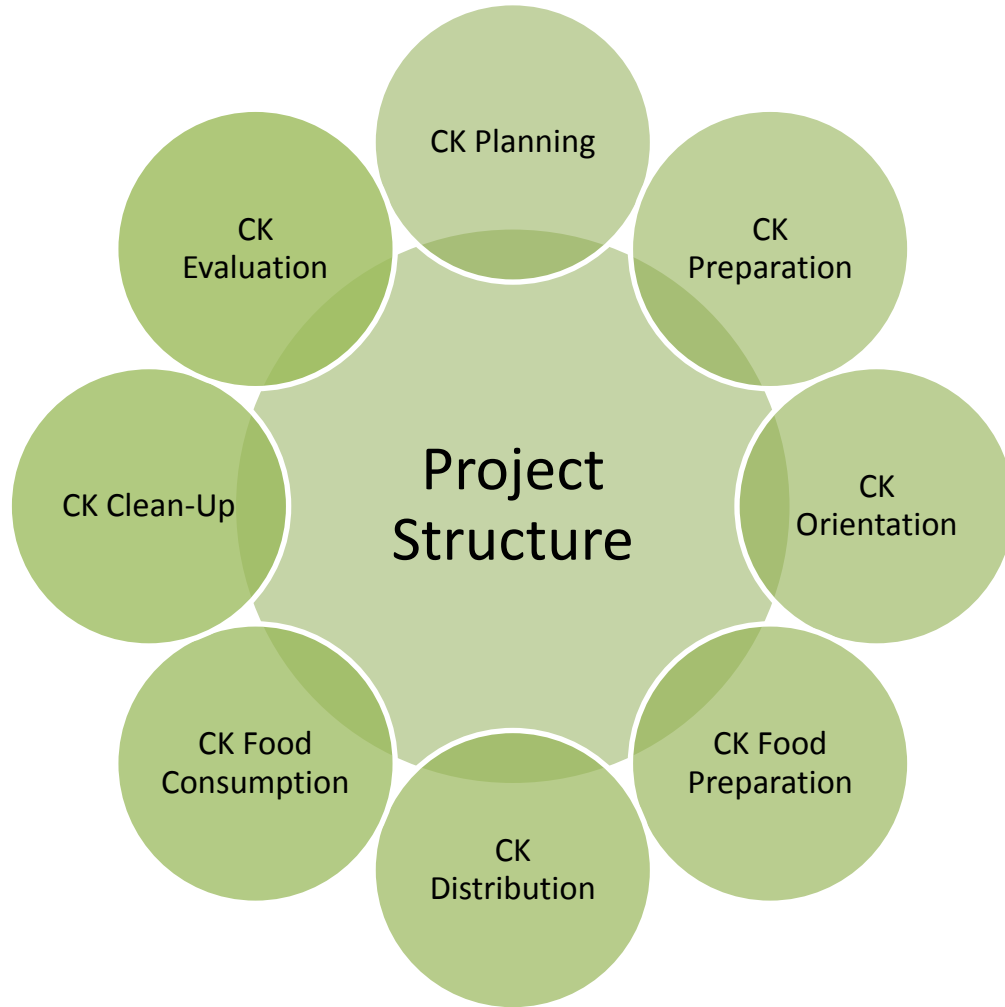 CK Planning
CK
Preparation
CK
Orientation
CK Food
Preparation
CK
Distribution
CK Food
Consumption
CK Clean-Up
CK
Evaluation
Project
Structure